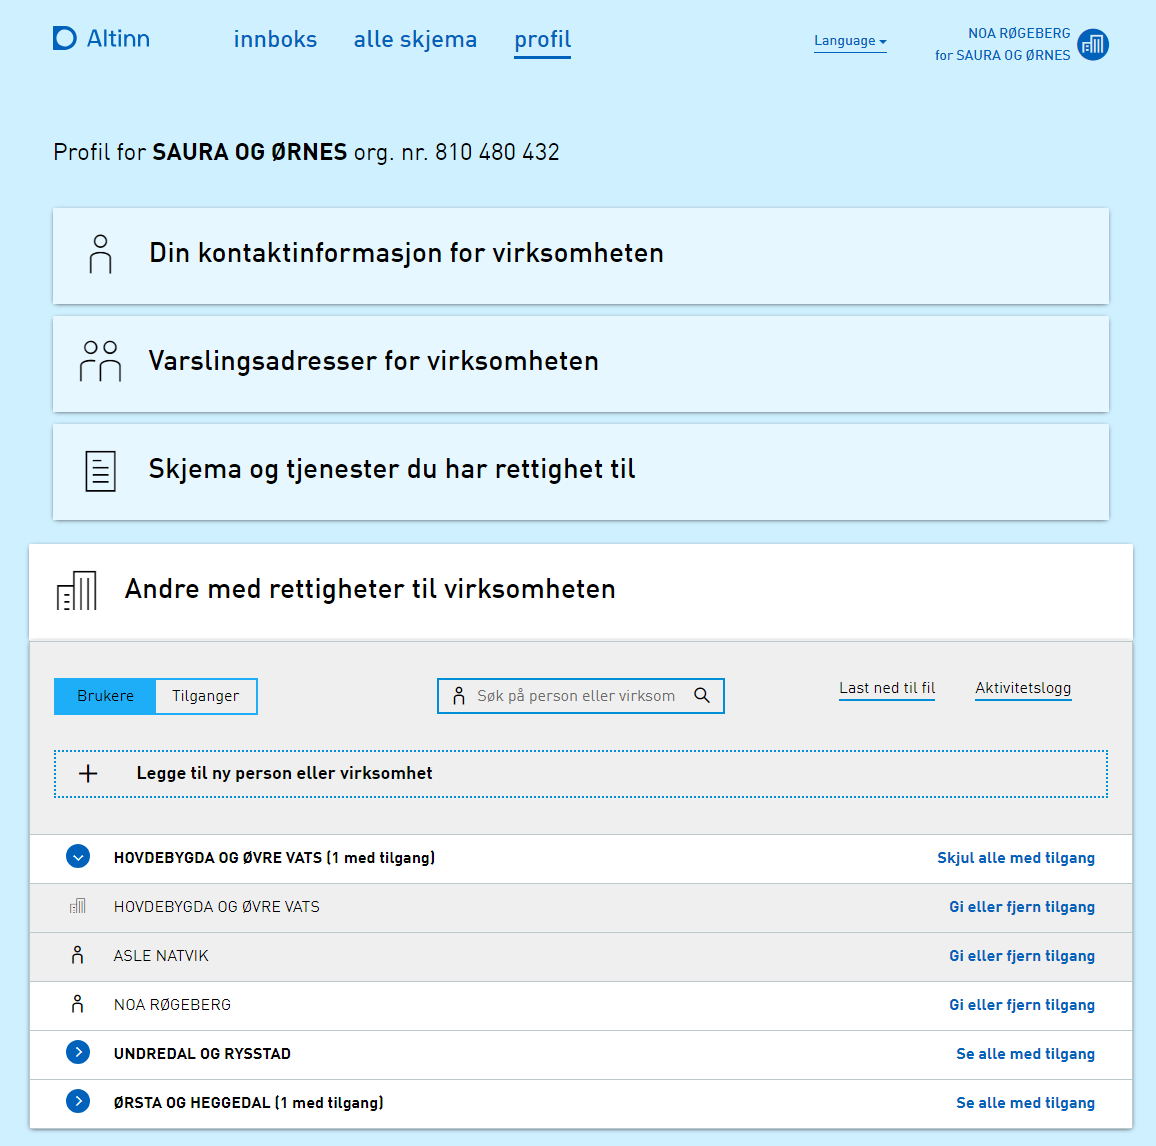 Altinn
innboks alle skjema profil
Language
NOA RØGEBERG
for SAURA OG ØRNES
Profil for SAURA OG ØRNES org. nr. 810 480 432
Din kontaktinformasjon for virksomheten
Varslingsadresser for virksomheten
Skjema og tjenester du har rettighet til
Andre med rettigheter til virksomheten
Brukere Tilganger Søk på person eller virksom Last ned til fil Aktivitetslogg
Legge til ny person eller virksomhet
HOVDEBYGDA OG ØVRE VATS (1 med tilgang) Skjul alle med tilgang
HOVDEBYGDA OG ØVRE VATS Gi eller fjern tilgang
ASLE NATVIK Gi eller fjern tilgang
NOA RØGEBERG Gi eller fjern tilgang
UNDREDAL OG RYSSTAD Se alle med tilgang
ØRSTA OG HEGGEDAL (1 med tilgang) Se alle med tilgang